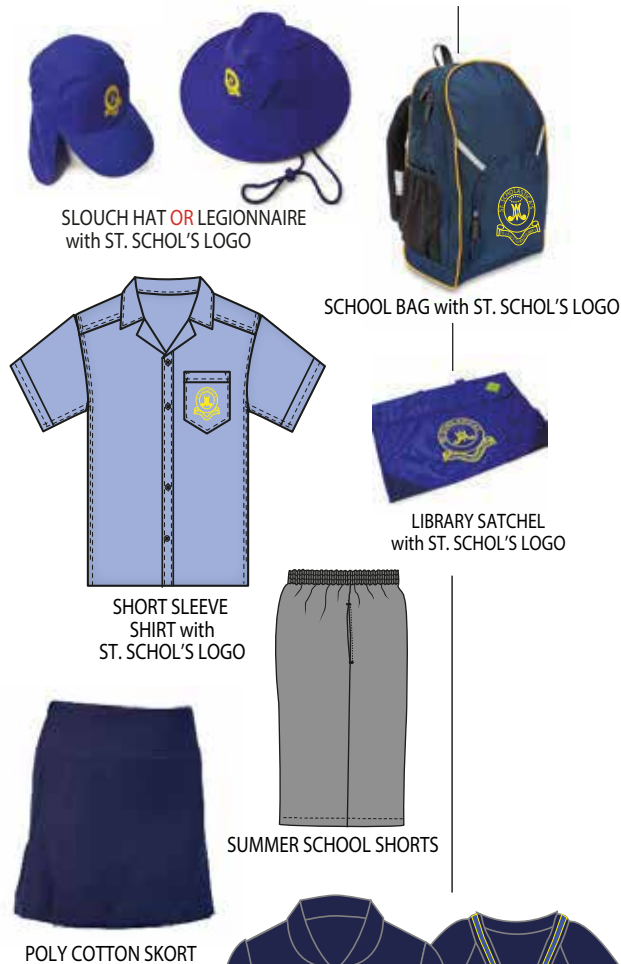 SLOUCH HAT OR LEGIONNAIRE
with ST. SCHOL'S LOGO
SCHOOL BAG with ST. SCHOL'S LOGO
LIBRARY SATCHEL
with ST. SCHOL'S LOGO
SHORT SLEEVE
SHIRT with
ST. SCHOL'S LOGO
SUMMER SCHOOL SHORTS
POLY COTTON SKORT